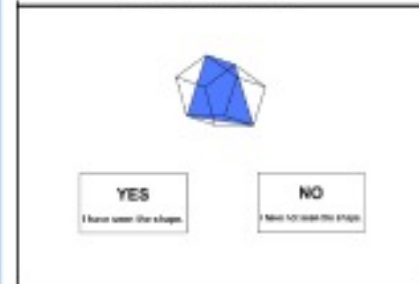 YES
I have seen the shape.
NO
I have not seen the shape.